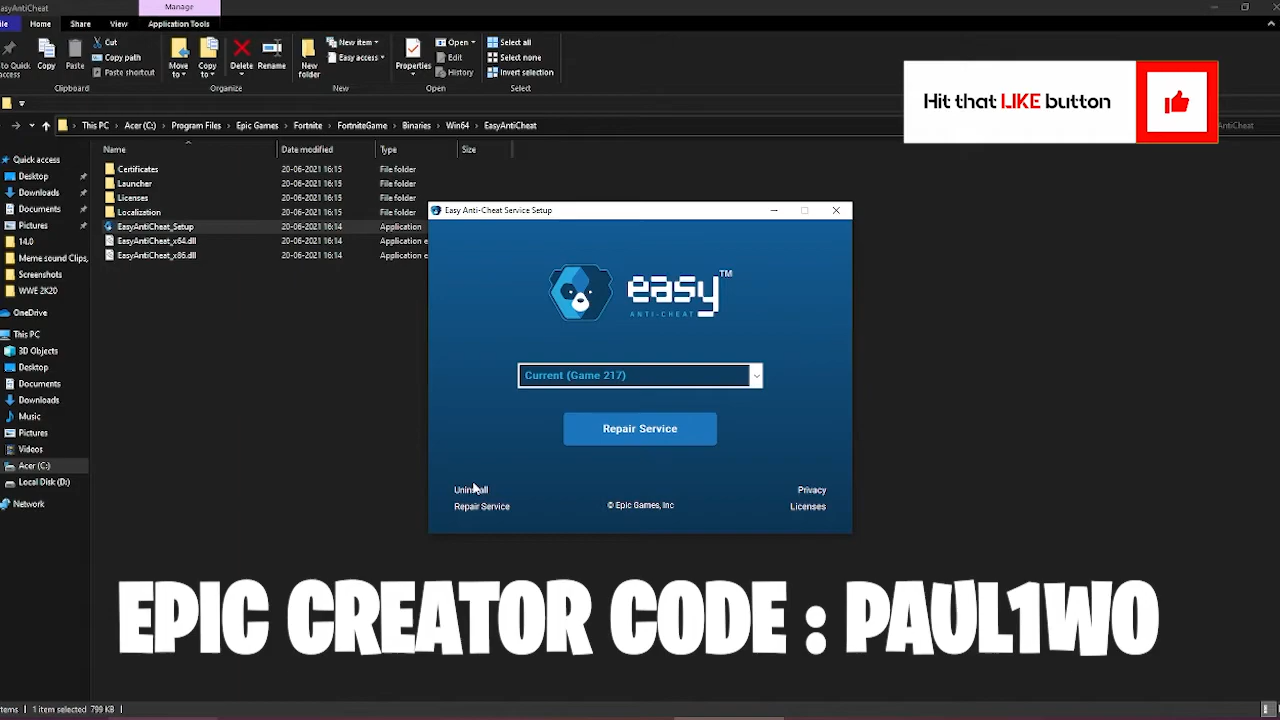 EasyAntiCheat
Manage
File Home Share View Application Tools
Cut
Copy path
Paste shortcut
Copy Paste
to Quick
access
Clipboard
Move
to
Copy
to
Delete Rename
Organize
New
folder
New item
Easy access
New
Properties
Open
Edit
History
Open
Select all
Select none
Invert selection
Select
Hit that LIKE button
This PC > Acer (C:) > Program Files > Epic Games > Fortnite > FortniteGame > Binaries > Win64 > EasyAntiCheat
Name Date modified Type Size
Certificates 20-06-2021 16:15 File folder
Launcher 20-06-2021 16:15 File folder
Licenses 20-06-2021 16:15 File folder
Localization 20-06-2021 16:15 File folder
EasyAntiCheat_Setup 20-06-2021 16:14 Application
EasyAntiCheat_x64.dll 20-06-2021 16:14 Application e
EasyAntiCheat_x86.dll 20-06-2021 16:14 Application e
Quick access
Desktop
Downloads
Documents
Pictures
14.0
Meme sound Clips,
Screenshots
WWE 2K20
OneDrive
This PC
3D Objects
Desktop
Documents
Downloads
Music
Pictures
Videos
Acer (C:)
Local Disk (D:)
Network
Easy Anti-Cheat Service Setup
easy™
ANTI-CHEAT
Current (Game 217)
Repair Service
Uninstall
Repair Service
© Epic Games, Inc
Privacy
Licenses
EPIC CREATOR CODE : PAUL1WO
items 1 item selected 799 KB